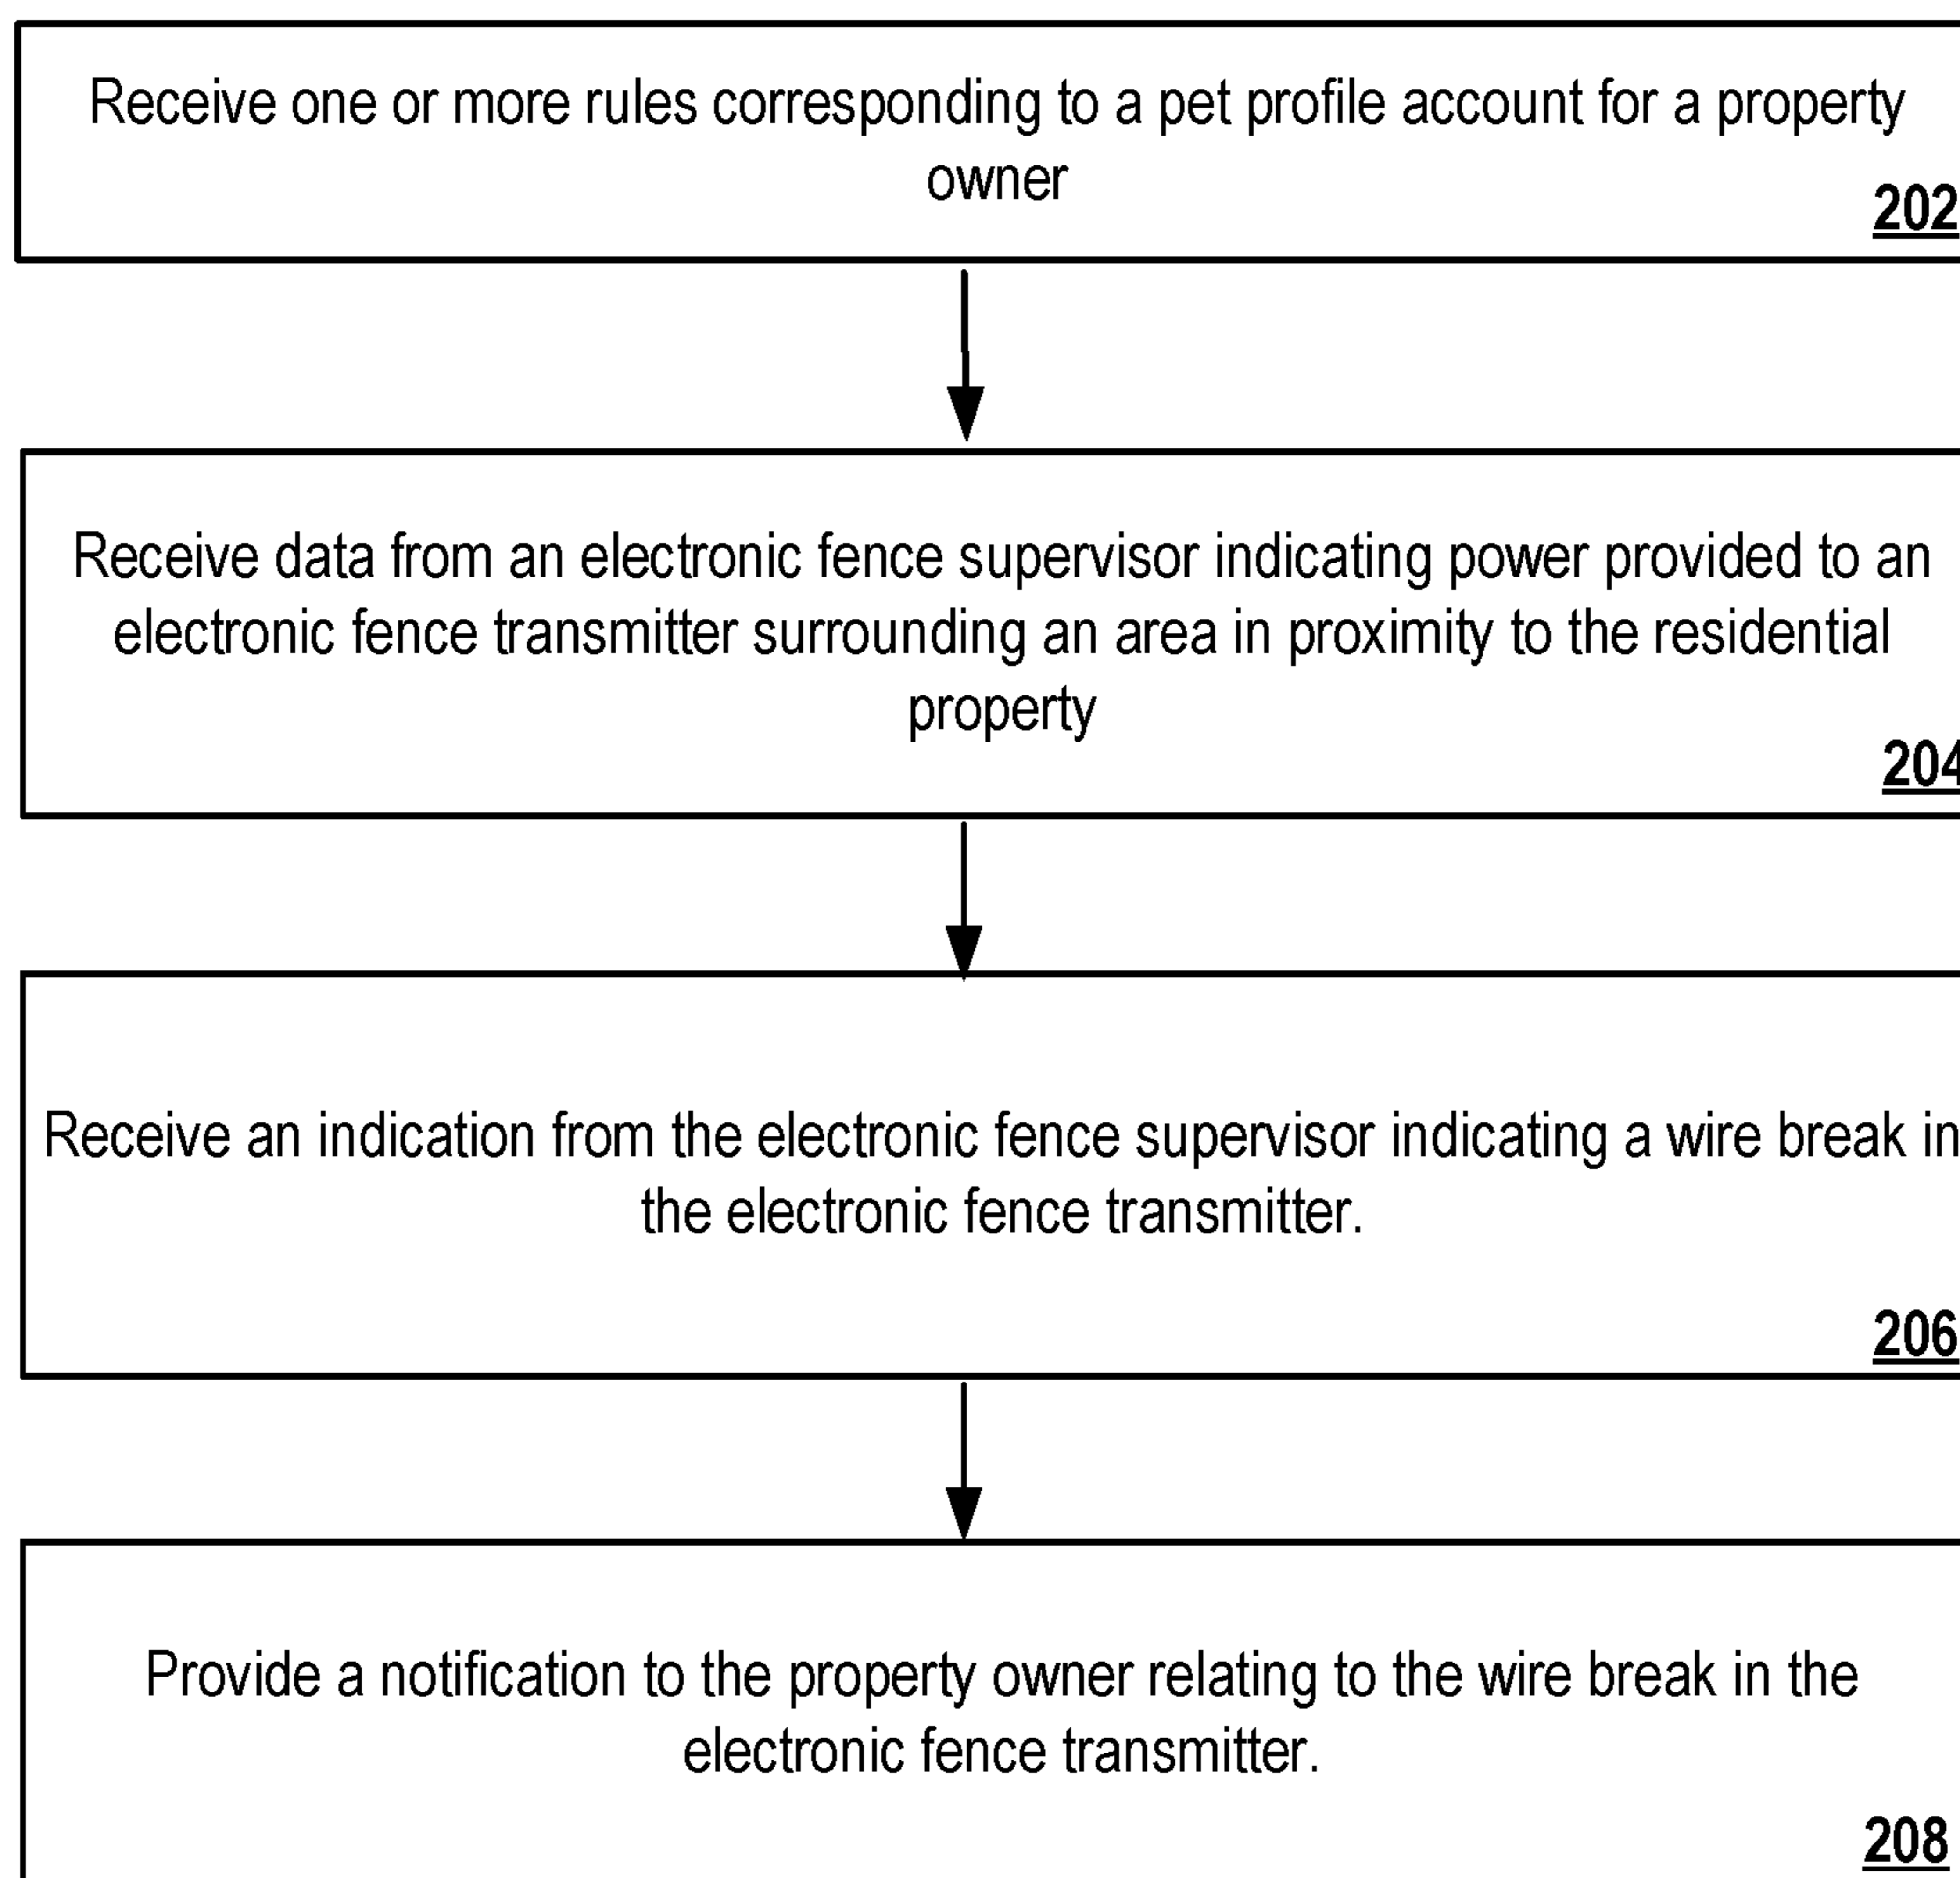 Receive one or more rules corresponding to a pet profile account for a property
owner
202
Receive data from an electronic fence supervisor indicating power provided to an
electronic fence transmitter surrounding an area in proximity to the residential
property
204
Receive an indication from the electronic fence supervisor indicating a wire break in
the electronic fence transmitter.
206
Provide a notification to the property owner relating to the wire break in the
electronic fence transmitter.
208